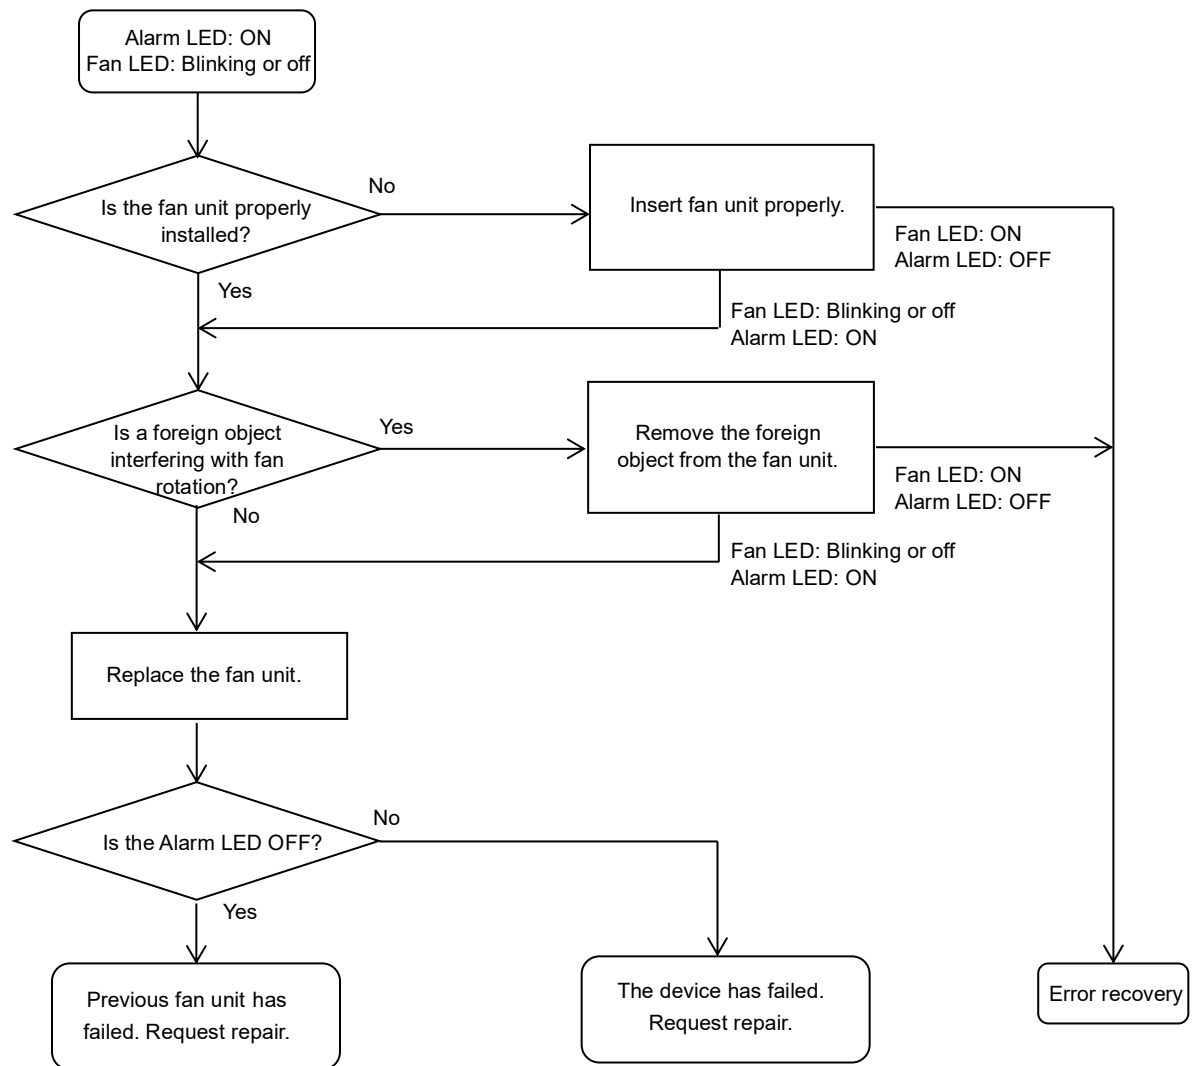 Alarm LED: ON
Fan LED: Blinking or off
No
Is the fan unit properly
installed?
Insert fan unit properly.
Fan LED: ON
Alarm LED: OFF
Yes
Fan LED: Blinking or off
Alarm LED: ON
Yes
Is a foreign object
interfering with fan
rotation?
Remove the foreign
object from the fan unit.
Fan LED: ON
Alarm LED: OFF
No
Fan LED: Blinking or off
Alarm LED: ON
Replace the fan unit.
No
Is the Alarm LED OFF?
Yes
Previous fan unit has
failed. Request repair.
The device has failed.
Request repair.
Error recovery